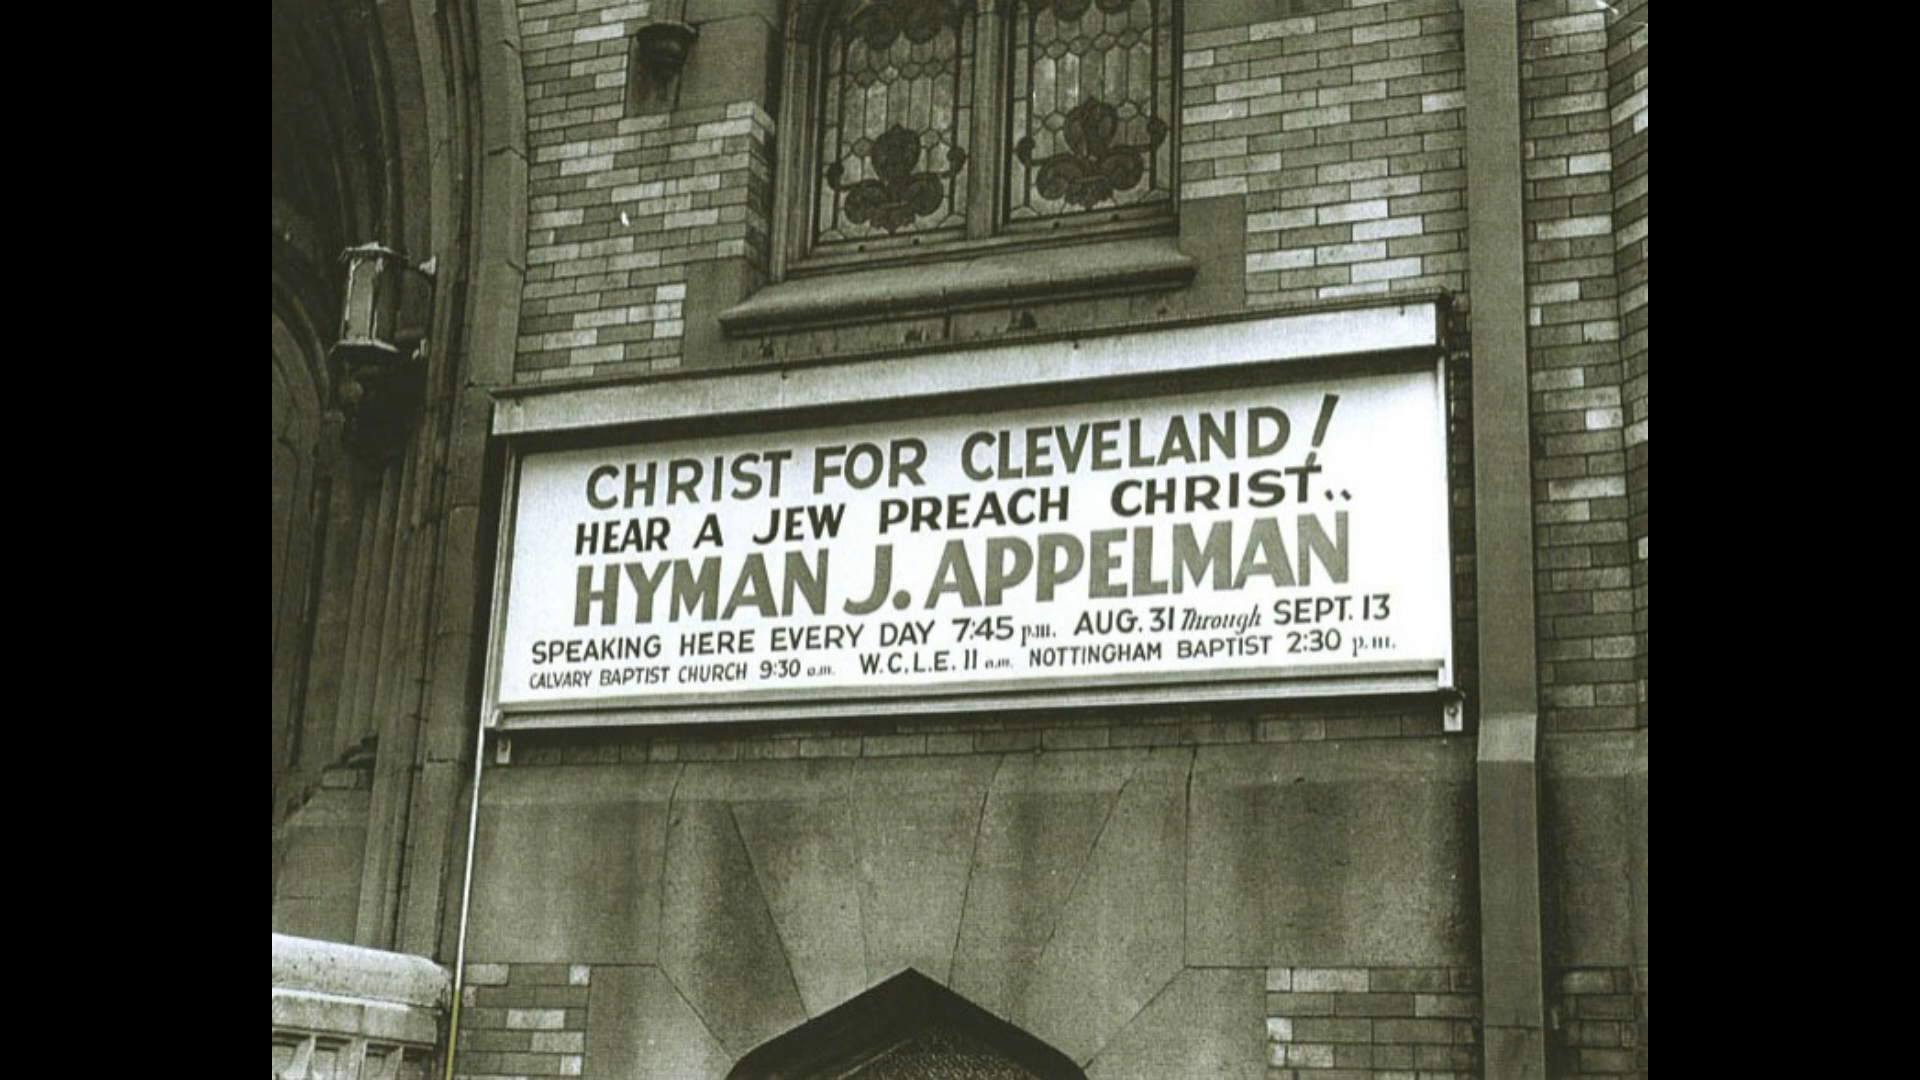 CHRIST FOR CLEVELAND!
HEAR A JEW PREACH CHRIST..
HYMAN J. APPELMAN
SPEAKING HERE EVERY DAY 7:45 p.m. AUG. 31 Through SEPT. 13
CALVARY BAPTIST CHURCH 9:30 a.m. W.C.L.E. 11 a.m. NOTTINGHAM BAPTIST 2:30 p.m.